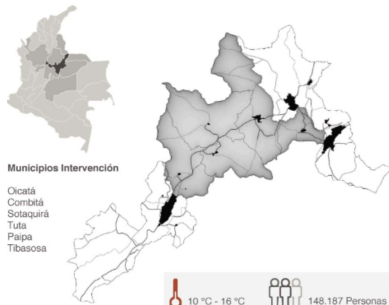 Municipios Intervención
Oicatá
Combitá
Sotaquirá
Tuta
Paipa
Tibasosa
10 °C - 16 °C
148.187 Personas